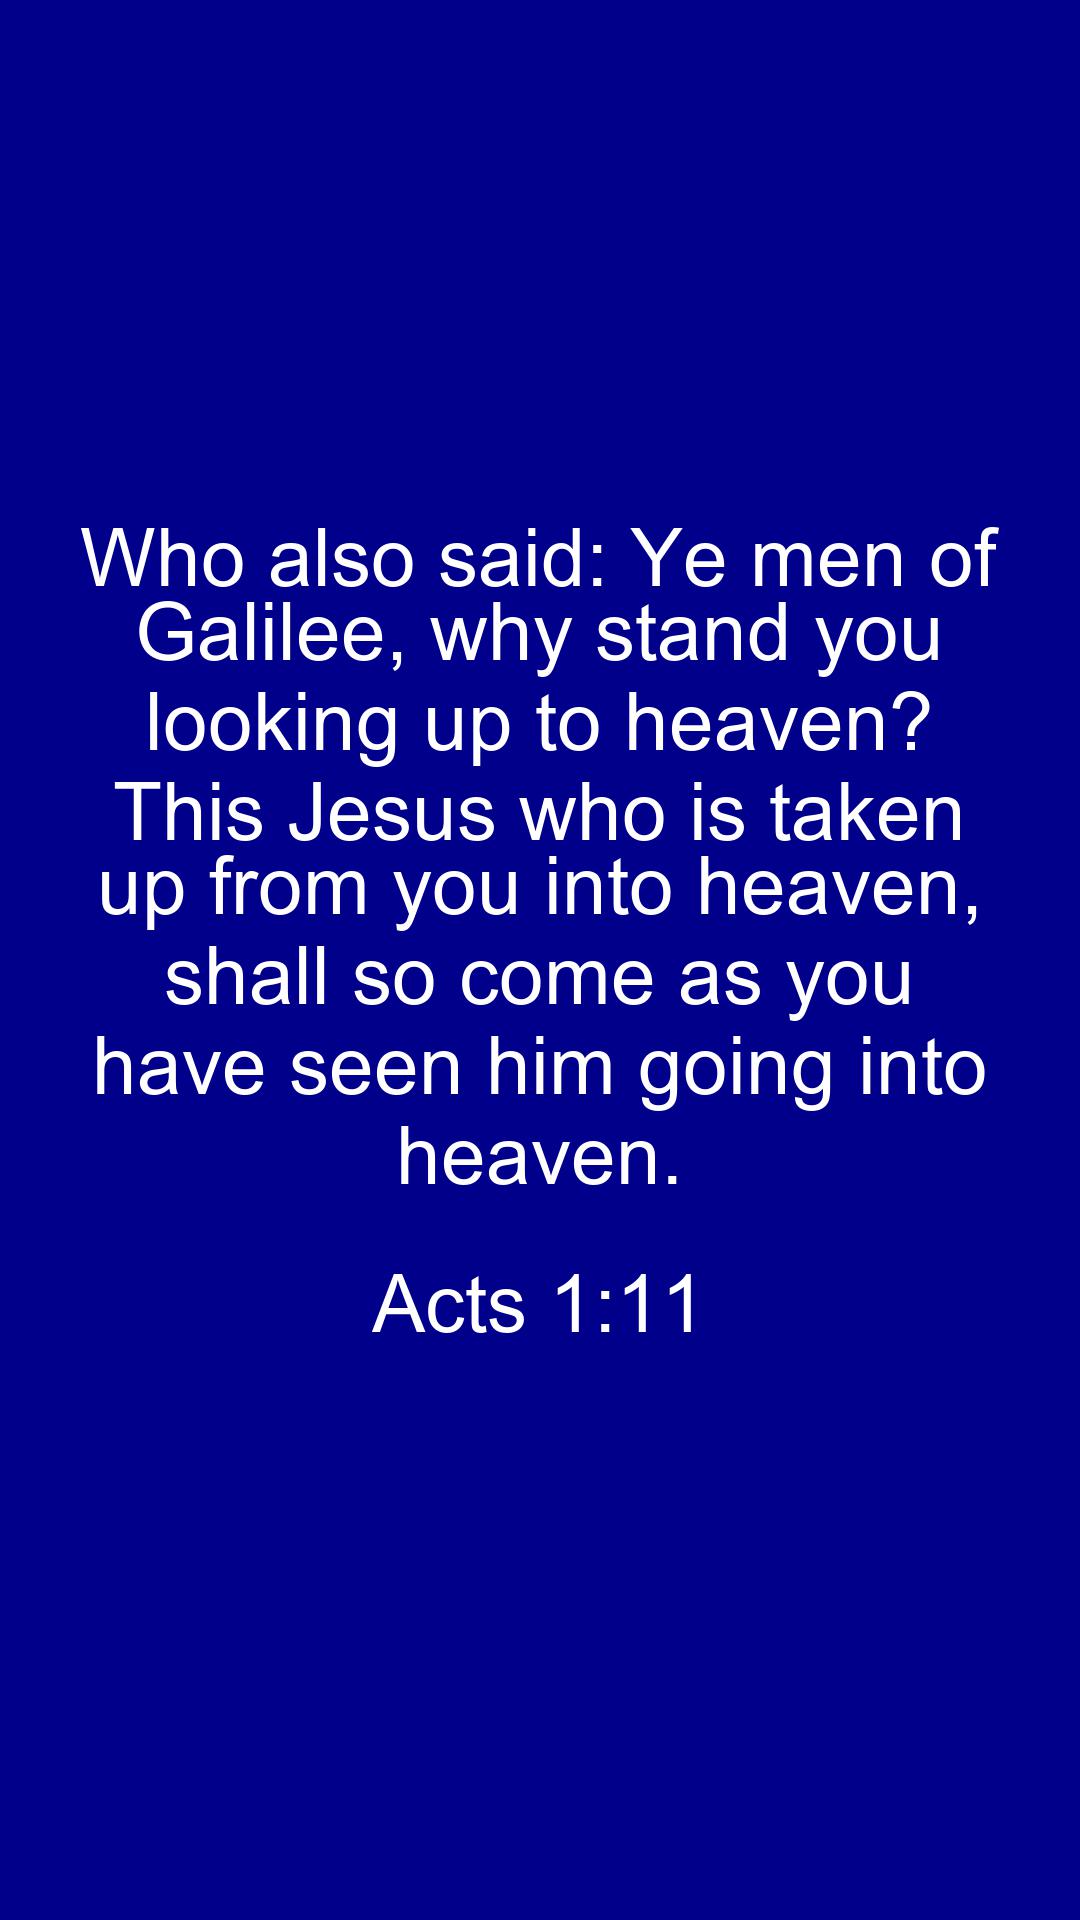 Who also said: Ye men of
Galilee, why stand you
looking up to heaven?
This Jesus who is taken
up from you into heaven,
shall so come as you
have seen him going into
heaven.
Acts 1:11